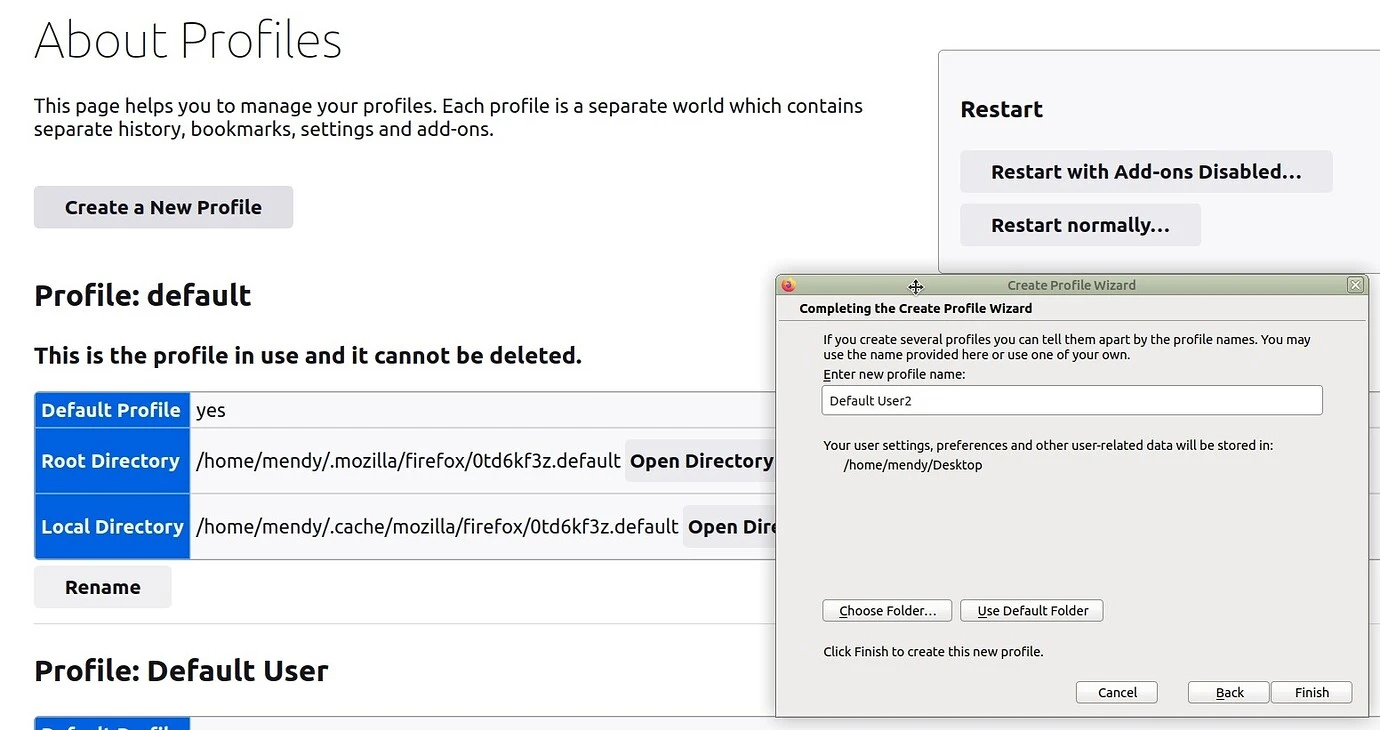 About Profiles
This page helps you to manage your profiles. Each profile is a separate world which contains
separate history, bookmarks, settings and add-ons.
Create a New Profile
Restart
Restart with Add-ons Disabled…
Restart normally…
Profile: default
This is the profile in use and it cannot be deleted.
Default Profile yes
Root Directory /home/mendy/.mozilla/firefox/0td6kf3z.default Open Directory
Local Directory /home/mendy/.cache/mozilla/firefox/0td6kf3z.default Open Dire
Rename
Profile: Default User
Create Profile Wizard
Completing the Create Profile Wizard
If you create several profiles you can tell them apart by the profile names. You may
use the name provided here or use one of your own.
Enter new profile name:
Default User2
Your user settings, preferences and other user-related data will be stored in:
/home/mendy/Desktop
Choose Folder… Use Default Folder
Click Finish to create this new profile.
Cancel Back Finish